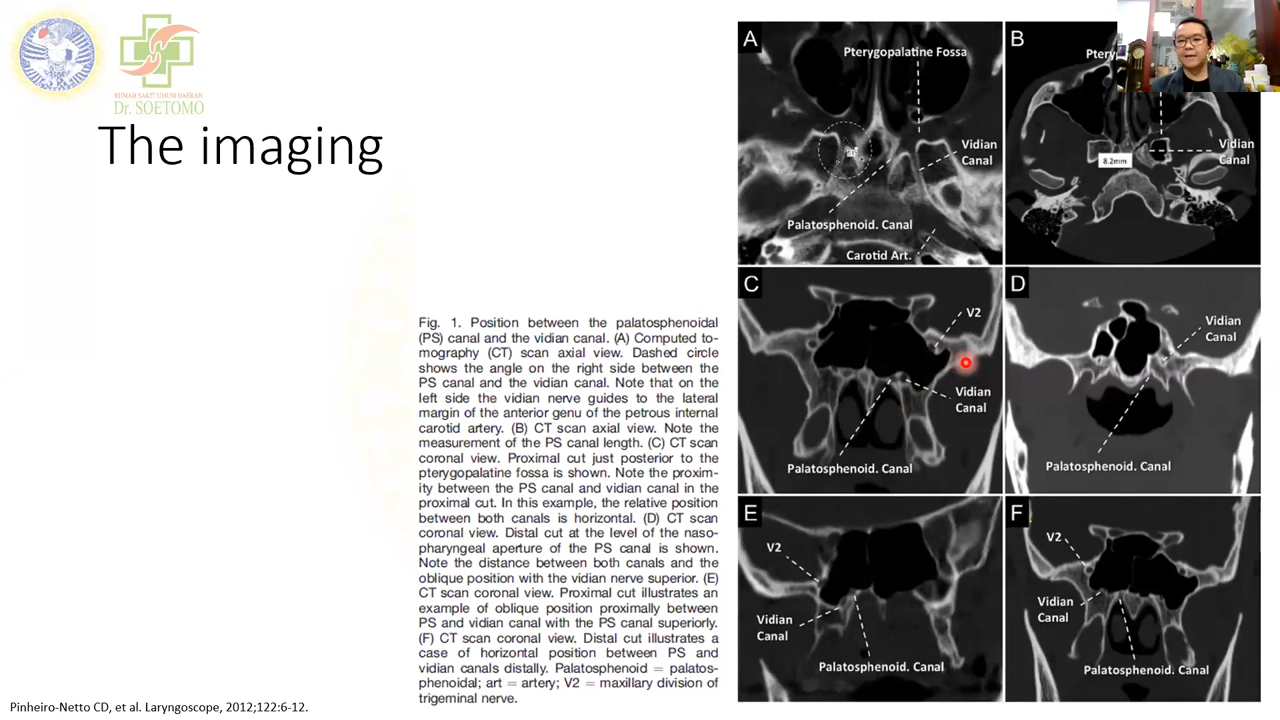 RUMAH SAKIT UMUM DAERAH
Dr. SOETOMO
The imaging
Fig. 1. Position between the palatosphenoidal
(PS) canal and the vidian canal. (A) Computed to-
mography (CT) scan axial view. Dashed circle
shows the angle on the right side between the
PS canal and the vidian canal. Note that on the
left side the vidian nerve guides to the lateral
margin of the anterior genu of the petrous internal
carotid artery. (B) CT scan axial view. Note the
measurement of the PS canal length. (C) CT scan
coronal view. Proximal cut just posterior to the
pterygopalatine fossa is shown. Note the proxim-
ity between the PS canal and vidian canal in the
proximal cut. In this example, the relative position
between both canals is horizontal. (D) CT scan
coronal view. Distal cut at the level of the naso-
pharyngeal aperture of the PS canal is shown.
Note the distance between both canals and the
oblique position with the vidian nerve superior. (E)
CT scan coronal view. Proximal cut illustrates an
example of oblique position proximally between
PS and vidian canal with the PS canal superiorly.
(F) CT scan coronal view. Distal cut illustrates a
case of horizontal position between PS and
vidian canals distally. Palatosphenoid = palatos-
phenoidal; art = artery; V2 = maxillary division of
trigeminal nerve.
A
Pterygopalatine Fossa
Vidian
Canal
Palatosphenoid. Canal
Carotid Art.
B
Ptery
Vidian
Canal
8.2mm
C
V2
Vidian
Canal
Palatosphenoid. Canal
D
Vidian
Canal
Palatosphenoid. Canal
E
V2
Vidian
Canal
Palatosphenoid. Canal
F
V2
Vidian
Canal
Palatosphenoid. Canal
Pinheiro-Netto CD, et al. Laryngoscope, 2012;122:6-12.